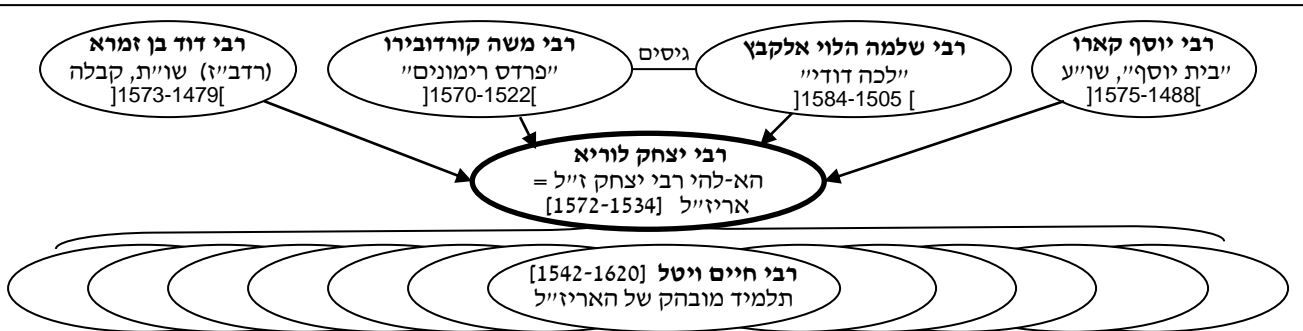 רבי יוסף קארו
"בית יוסף", שו"ע
]1575-1488[
רבי שלמה הלוי אלקבץ
"לכה דודי"
]1584-1505 [
גיסים
רבי משה קורדובירו
"פרדס רימונים"
]1570-1522[
רבי דוד בן זמרא
(רדב"ז) שו"ת, קבלה
]1573-1479[
רבי יצחק לוריא
הא-להי רבי יצחק ז"ל =
אריז"ל [1572-1534]
רבי חיים ויטל [1542-1620]
תלמיד מובהק של האריז"ל